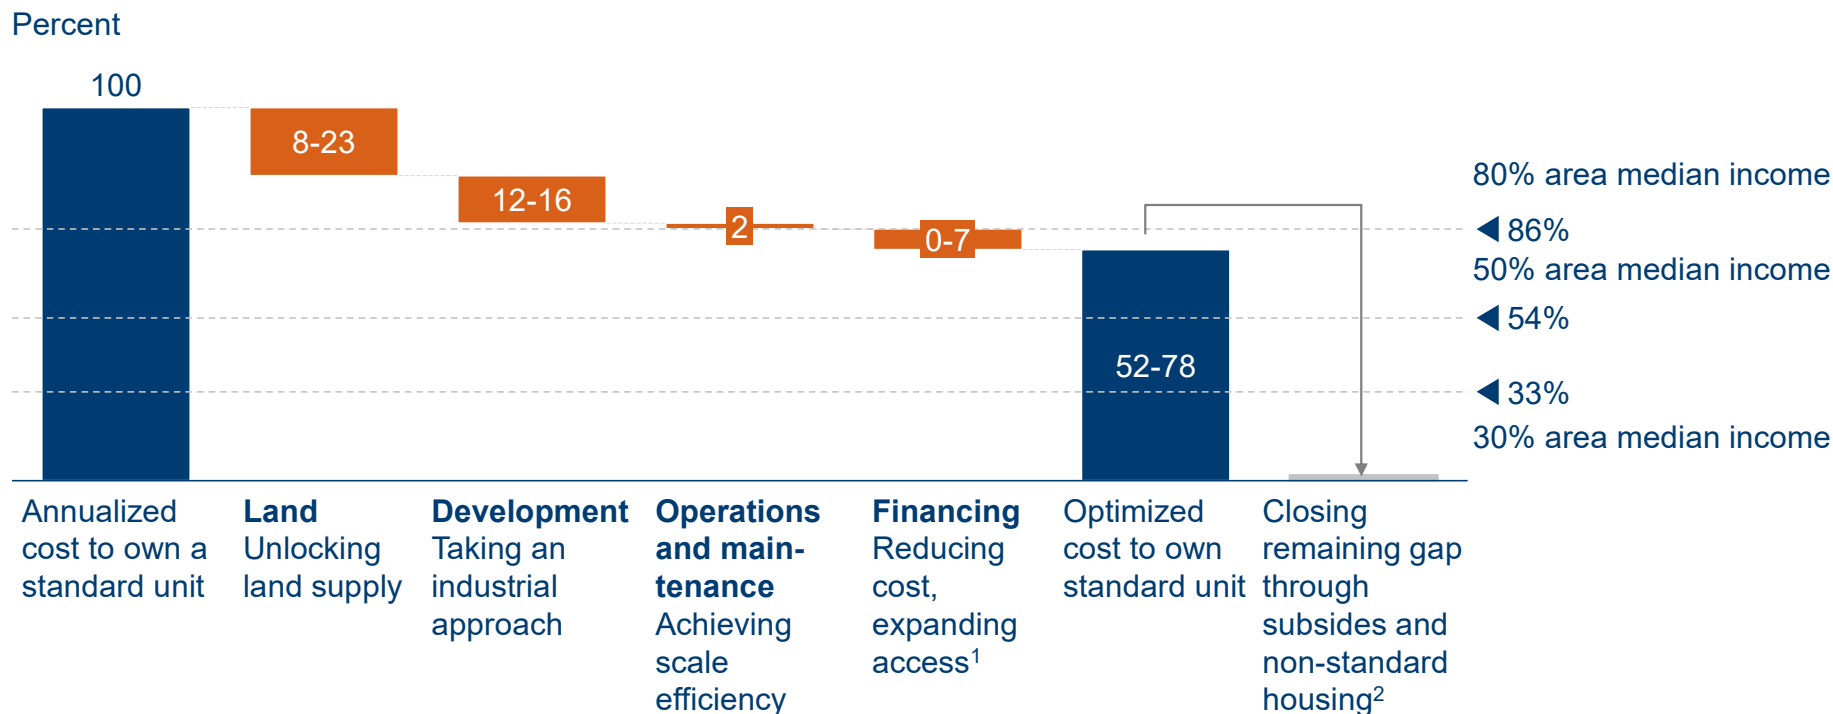 Percent
100
8-23
12-16
2
0-7
52-78
80% area median income
86%
50% area median income
54%
33%
30% area median income
Annualized
cost to own a
standard unit
Land
Unlocking
land supply
Development
Taking an
industrial
approach
Operations
and main-
tenance
Achieving
scale
efficiency
Financing
Reducing
cost,
expanding
access¹
Optimized
cost to own
standard unit
Closing
remaining gap
through
subsides and
non-standard
housing²